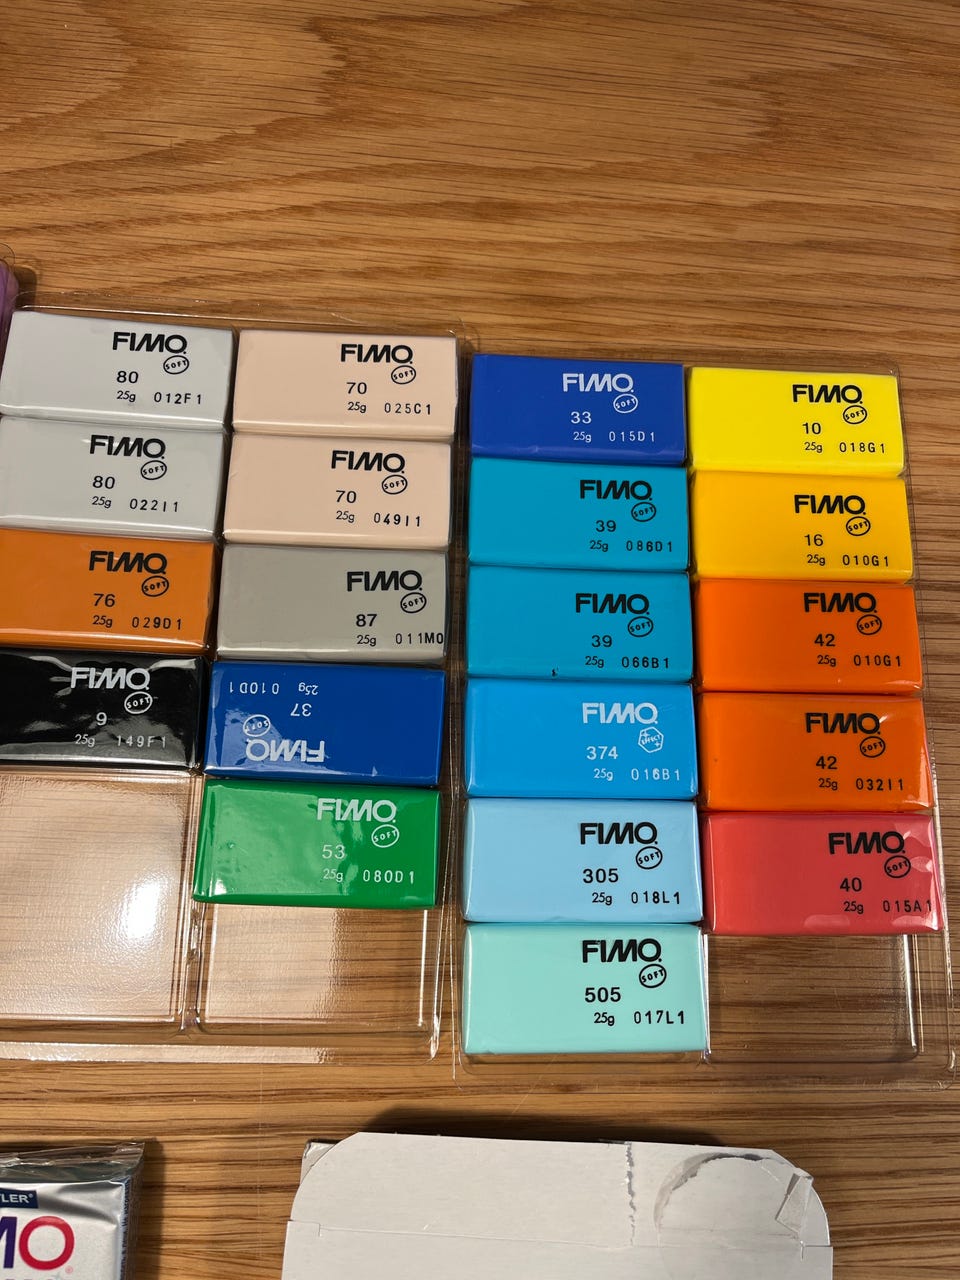 FIMO
SOFT
80
25g 012F1
FIMO
SOFT
80
25g 022I1
FIMO
SOFT
76
25g 029D1
FIMO
SOFT
9
25g 149F1
FIMO
SOFT
70
25g 025C1
FIMO
SOFT
70
25g 049I1
FIMO
SOFT
87
25g 011M0
FIMO
SOFT
37
25g 010D1
FIMO
SOFT
53
25g 080D1
FIMO
SOFT
33
25g 015D1
FIMO
SOFT
39
25g 086D1
FIMO
SOFT
39
25g 066B1
FIMO
EFFECT
374
25g 016B1
FIMO
SOFT
305
25g 018L1
FIMO
SOFT
505
25g 017L1
FIMO
SOFT
10
25g 018G1
FIMO
SOFT
16
25g 010G1
FIMO
SOFT
42
25g 010G1
FIMO
SOFT
42
25g 032I1
FIMO
SOFT
40
25g 015A1
TLER®
MO